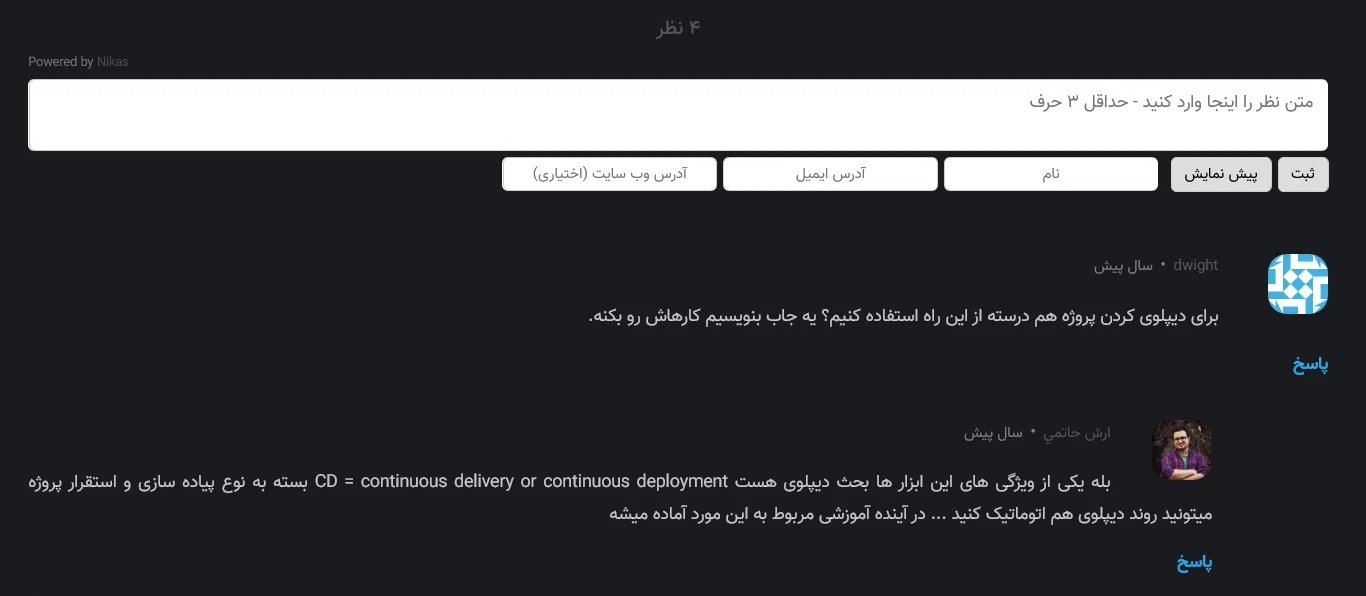 ۴ نظر
Powered by Nikas
متن نظر را اینجا وارد کنید - حداقل ۳ حرف
ثبت
پیش نمایش
نام
آدرس ایمیل
آدرس وب سایت (اختیاری)
dwight • سال پیش
برای دیپلوی کردن پروژه هم درسته از این راه استفاده کنیم؟ یه جاب بنویسیم کارهاش رو بکنه.
پاسخ
ارش حاتمي • سال پیش
بله یکی از ویژگی های این ابزار ها بحث دیپلوی هست CD = continuous delivery or continuous deployment بسته به نوع پیاده سازی و استقرار پروژه
میتونید روند دیپلوی هم اتوماتیک کنید ... در آینده آموزشی مربوط به این مورد آماده میشه
پاسخ